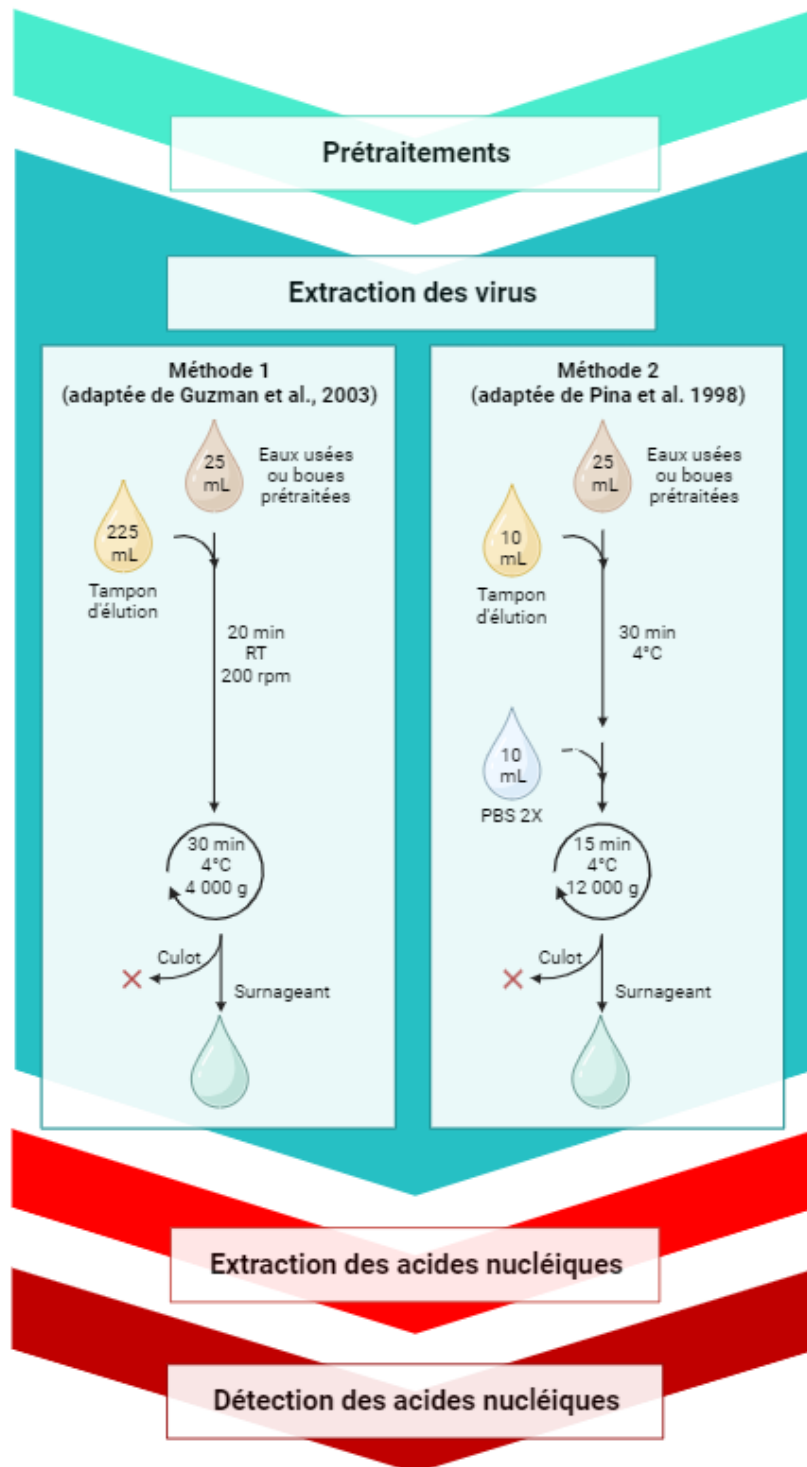 Prétraitements
Extraction des virus
Méthode 1
(adaptée de Guzman et al., 2003)
25
mL
Eaux usées
ou boues
prétraitées
225
mL
Tampon
d'élution
20 min
RT
200 rpm
30 min
4°C
4 000 g
Culot
Surnageant
Méthode 2
(adaptée de Pina et al. 1998)
25
mL
Eaux usées
ou boues
prétraitées
10
mL
Tampon
d'élution
30 min
4°C
10
mL
PBS 2X
15 min
4°C
12 000 g
Culot
Surnageant
Extraction des acides nucléiques
Détection des acides nucléiques